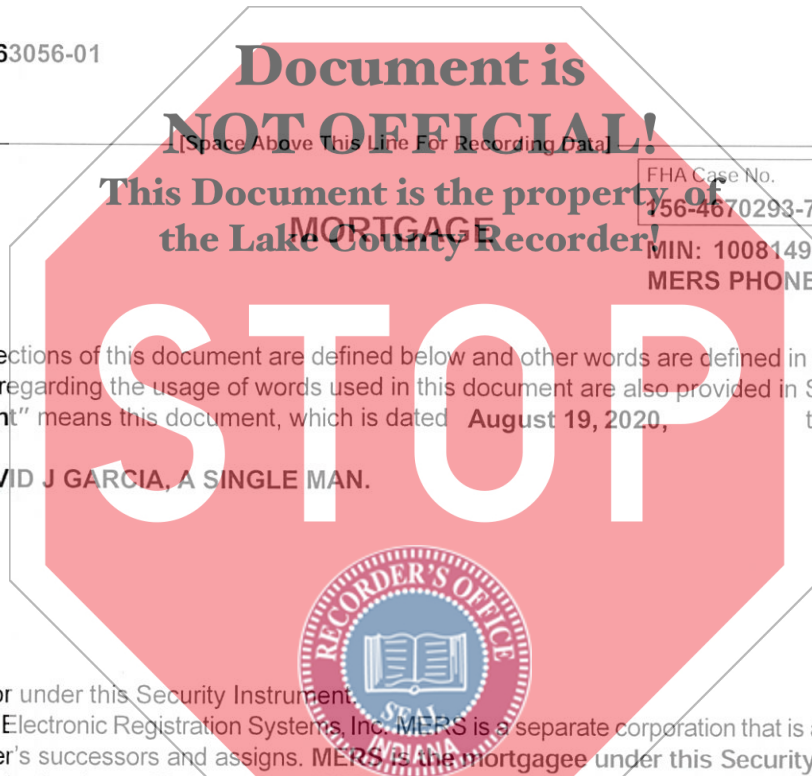 63056-01
Document is
NOT OFFICIAL!
[Space Above This Line For Recording Data]
FHA Case No.
This Document is the property of
156-4670293-7
MORTGAGE
the Lake County Recorder!
MIN: 1008149
MERS PHONE
STOP
ections of this document are defined below and other words are defined in
regarding the usage of words used in this document are also provided in S
nt" means this document, which is dated August 19, 2020,
VID J GARCIA, A SINGLE MAN.
RECORDER'S OFFICE
SEAL
INDIANA
or under this Security Instrument.
Electronic Registration Systems, Inc. MERS is a separate corporation that is
er's successors and assigns. MERS is the mortgagee under this Security